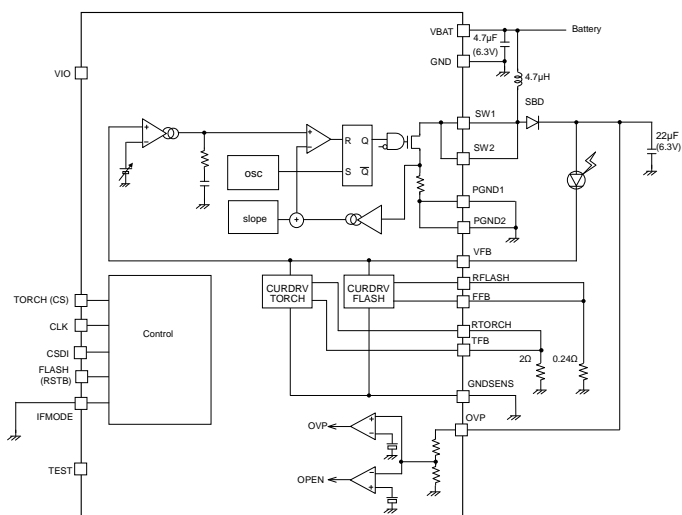 VBAT
Battery
4.7µF
(6.3V)
GND
4.7µH
VIO
SBD
SW1
22µF
(6.3V)
SW2
+
−
+
−
R Q
S Q̅
osc
slope
+
PGND1
PGND2
VFB
CURDRV
TORCH
CURDRV
FLASH
RFLASH
FFB
RTORCH
TFB
2Ω
0.24Ω
TORCH (CS)
CLK
CSDI
FLASH
(RSTB)
IFMODE
Control
GNDSENS
OVP
OVP
+
−
OPEN
−
+
TEST